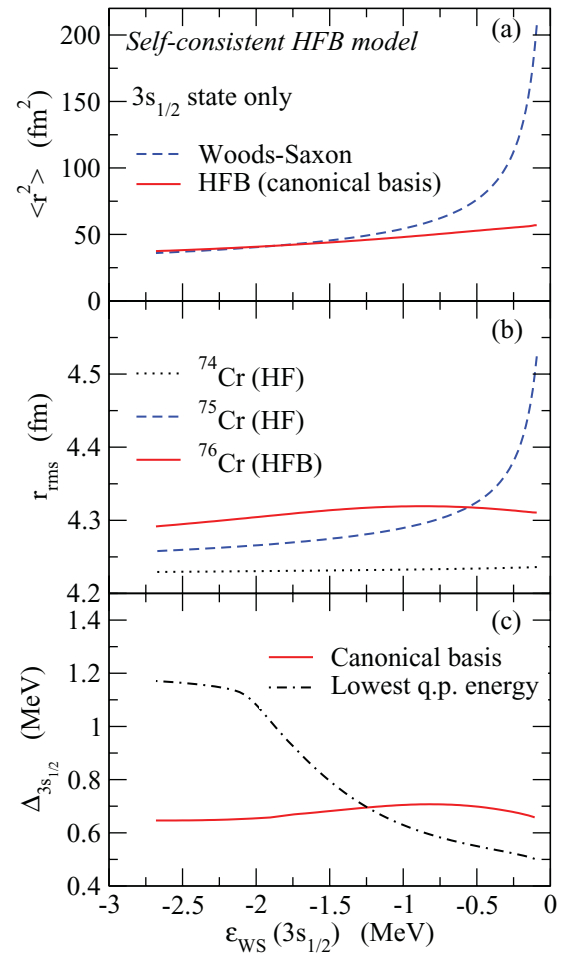 Self-consistent HFB model
(a)
3s1/2 state only
Woods-Saxon
HFB (canonical basis)
<r²> (fm²)
200
150
100
50
0
(b)
⁷⁴Cr (HF)
⁷⁵Cr (HF)
⁷⁶Cr (HFB)
r_rms (fm)
4.5
4.4
4.3
4.2
(c)
Canonical basis
Lowest q.p. energy
Δ3s1/2 (MeV)
1.4
1.2
1
0.8
0.6
0.4
-3 -2.5 -2 -1.5 -1 -0.5 0
ε_WS (3s1/2) (MeV)